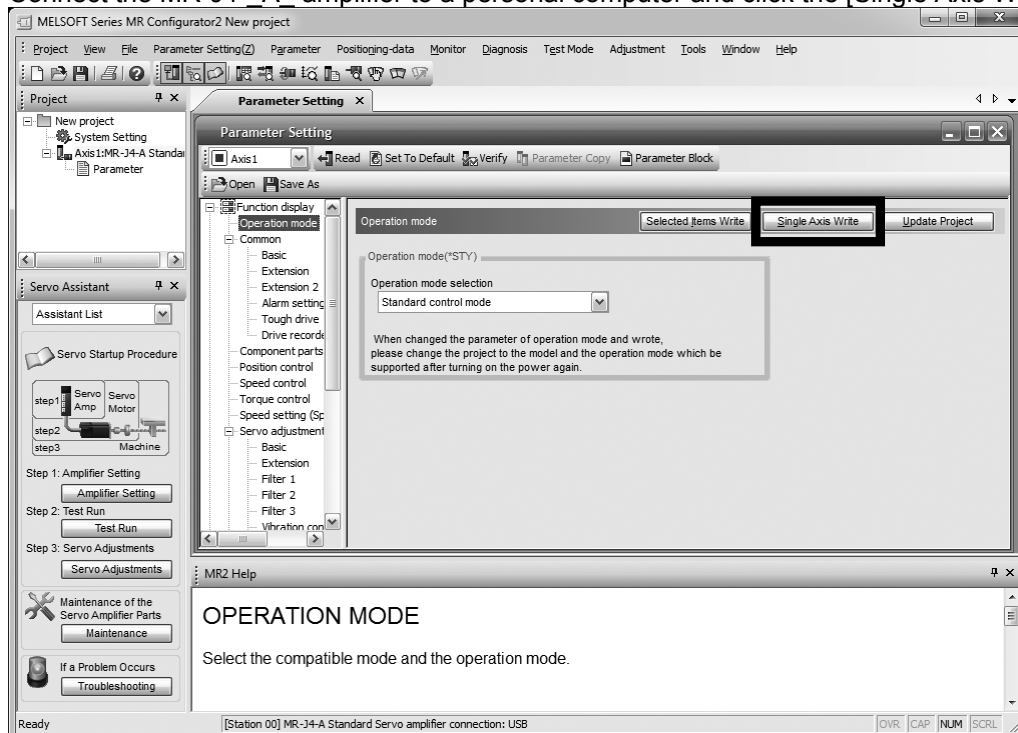 Connect the MR-J4-_A_ amplifier to a personal computer and click the [Single Axis W
MELSOFT Series MR Configurator2 New project
Project View File Parameter Setting(Z) Parameter Positioning-data Monitor Diagnosis Test Mode Adjustment Tools Window Help
Project
Parameter Setting
New project
System Setting
Axis1:MR-J4-A Standar
Parameter
Parameter Setting
Axis1 Read Set To Default Verify Parameter Copy Parameter Block
Open Save As
Function display
Operation mode
Common
Basic
Extension
Extension 2
Alarm setting
Tough drive
Drive recorde
Component parts
Position control
Speed control
Torque control
Speed setting (Sp
Servo adjustment
Basic
Extension
Filter 1
Filter 2
Filter 3
Vibration con
Operation mode Selected Items Write Single Axis Write Update Project
Operation mode(*STY)
Operation mode selection
Standard control mode
When changed the parameter of operation mode and wrote,
please change the project to the model and the operation mode which be
supported after turning on the power again.
Servo Assistant
Assistant List
Servo Startup Procedure
step1 Servo Amp Servo Motor
step2
step3 Machine
Step 1: Amplifier Setting
Amplifier Setting
Step 2: Test Run
Test Run
Step 3: Servo Adjustments
Servo Adjustments
Maintenance of the
Servo Amplifier Parts
Maintenance
If a Problem Occurs
Troubleshooting
MR2 Help
OPERATION MODE
Select the compatible mode and the operation mode.
Ready [Station 00] MR-J4-A Standard Servo amplifier connection: USB OVR CAP NUM SCRL